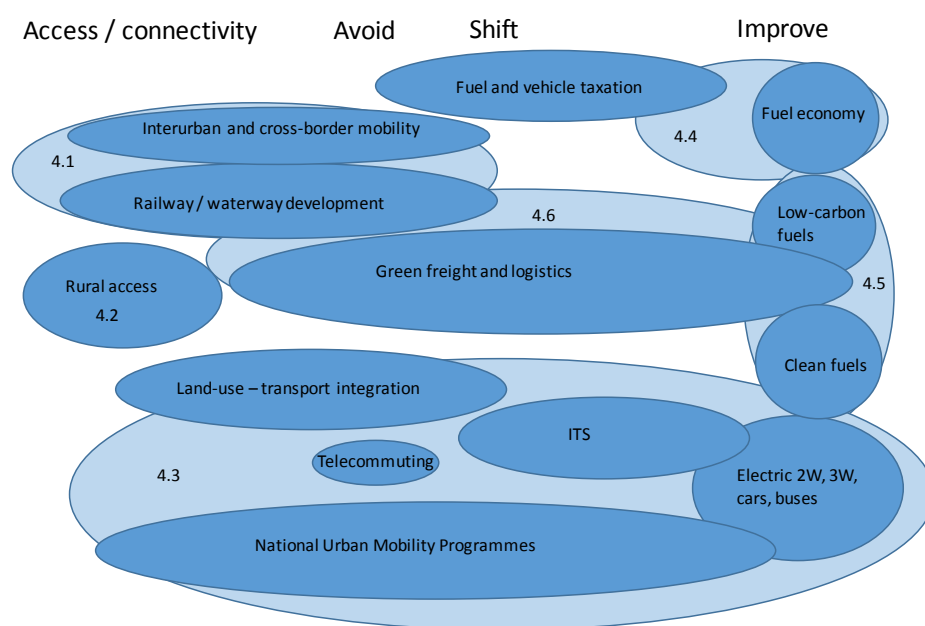 Access / connectivity
Avoid
Shift
Improve
Fuel and vehicle taxation
Fuel economy
Interurban and cross-border mobility
4.4
4.1
Railway / waterway development
4.6
Low-carbon
fuels
Green freight and logistics
4.5
Rural access
4.2
Clean fuels
Land-use – transport integration
ITS
Telecommuting
4.3
Electric 2W, 3W,
cars, buses
National Urban Mobility Programmes